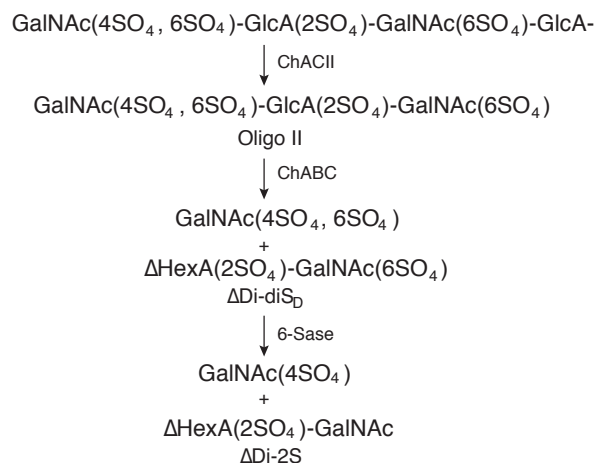 GalNAc(4SO₄, 6SO₄)-GlcA(2SO₄)-GalNAc(6SO₄)-GlcA-
ChACII
GalNAc(4SO₄, 6SO₄)-GlcA(2SO₄)-GalNAc(6SO₄)
Oligo II
ChABC
GalNAc(4SO₄, 6SO₄)
+
ΔHexA(2SO₄)-GalNAc(6SO₄)
ΔDi-diS_D
6-Sase
GalNAc(4SO₄)
+
ΔHexA(2SO₄)-GalNAc
ΔDi-2S